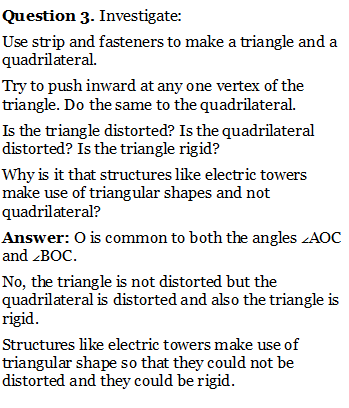 Question 3. Investigate:
Use strip and fasteners to make a triangle and a
quadrilateral.
Try to push inward at any one vertex of the
triangle. Do the same to the quadrilateral.
Is the triangle distorted? Is the quadrilateral
distorted? Is the triangle rigid?
Why is it that structures like electric towers
make use of triangular shapes and not
quadrilateral?
Answer: O is common to both the angles ∠AOC
and ∠BOC.
No, the triangle is not distorted but the
quadrilateral is distorted and also the triangle is
rigid.
Structures like electric towers make use of
triangular shape so that they could not be
distorted and they could be rigid.